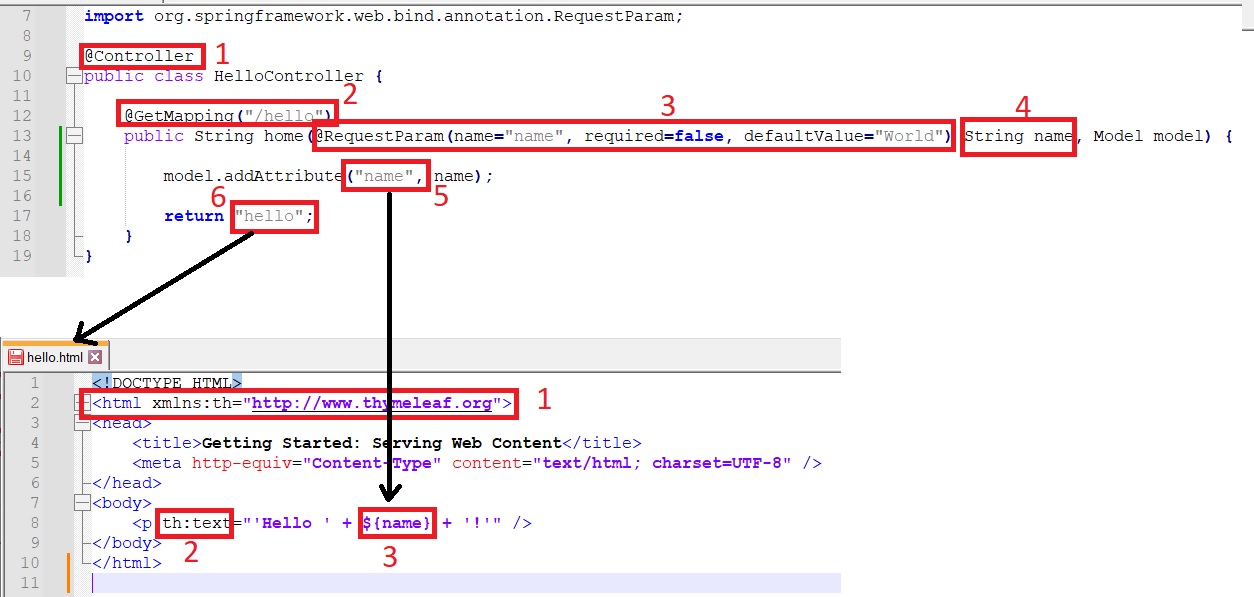 7 import org.springframework.web.bind.annotation.RequestParam;
8
9 @Controller 1
10 public class HelloController {
11 2
12 @GetMapping("/hello") 3 4
13 public String home(@RequestParam(name="name", required=false, defaultValue="World") String name, Model model) {
14
15 model.addAttribute("name", name);
16 6 5
17 return "hello";
18 }
19 }
hello.html
1 <!DOCTYPE HTML>
2 <html xmlns:th="http://www.thymeleaf.org"> 1
3 <head>
4 <title>Getting Started: Serving Web Content</title>
5 <meta http-equiv="Content-Type" content="text/html; charset=UTF-8" />
6 </head>
7 <body>
8 <p th:text="'Hello ' + ${name} + '!'" />
9 </body> 2 3
10 </html>
11